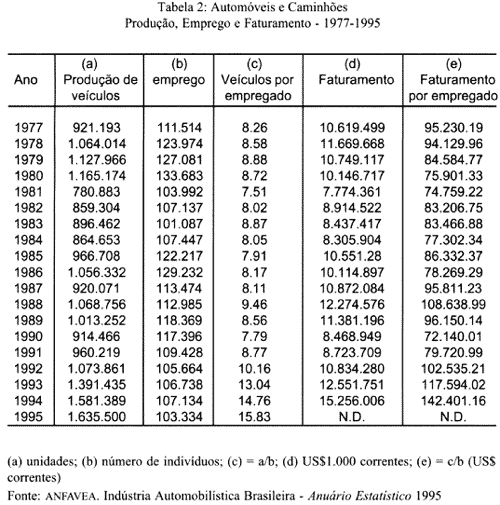 Tabela 2: Automóveis e Caminhões
Produção, Emprego e Faturamento - 1977-1995
(a) (b) (c) (d) (e)
Ano Produção de emprego Veículos por Faturamento Faturamento
veículos empregado por empregado
1977 921.193 111.514 8.26 10.619.499 95.230.19
1978 1.064.014 123.974 8.58 11.669.668 94.129.96
1979 1.127.966 127.081 8.88 10.749.117 84.584.77
1980 1.165.174 133.683 8.72 10.146.717 75.901.33
1981 780.883 103.992 7.51 7.774.361 74.759.22
1982 859.304 107.137 8.02 8.914.522 83.206.75
1983 896.462 101.087 8.87 8.437.417 83.466.88
1984 864.653 107.447 8.05 8.305.904 77.302.34
1985 966.708 122.217 7.91 10.551.28 86.332.37
1986 1.056.332 129.232 8.17 10.114.897 78.269.29
1987 920.071 113.474 8.11 10.872.084 95.811.23
1988 1.068.756 112.985 9.46 12.274.576 108.638.99
1989 1.013.252 118.369 8.56 11.381.196 96.150.14
1990 914.466 117.396 7.79 8.468.949 72.140.01
1991 960.219 109.428 8.77 8.723.709 79.720.99
1992 1.073.861 105.664 10.16 10.834.280 102.535.21
1993 1.391.435 106.738 13.04 12.551.751 117.594.02
1994 1.581.389 107.134 14.76 15.256.006 142.401.16
1995 1.635.500 103.334 15.83 N.D. N.D.
(a) unidades; (b) número de indivíduos; (c) = a/b; (d) US$1.000 correntes; (e) = c/b (US$
correntes)
Fonte: ANFAVEA. Indústria Automobilística Brasileira - Anuário Estatístico 1995